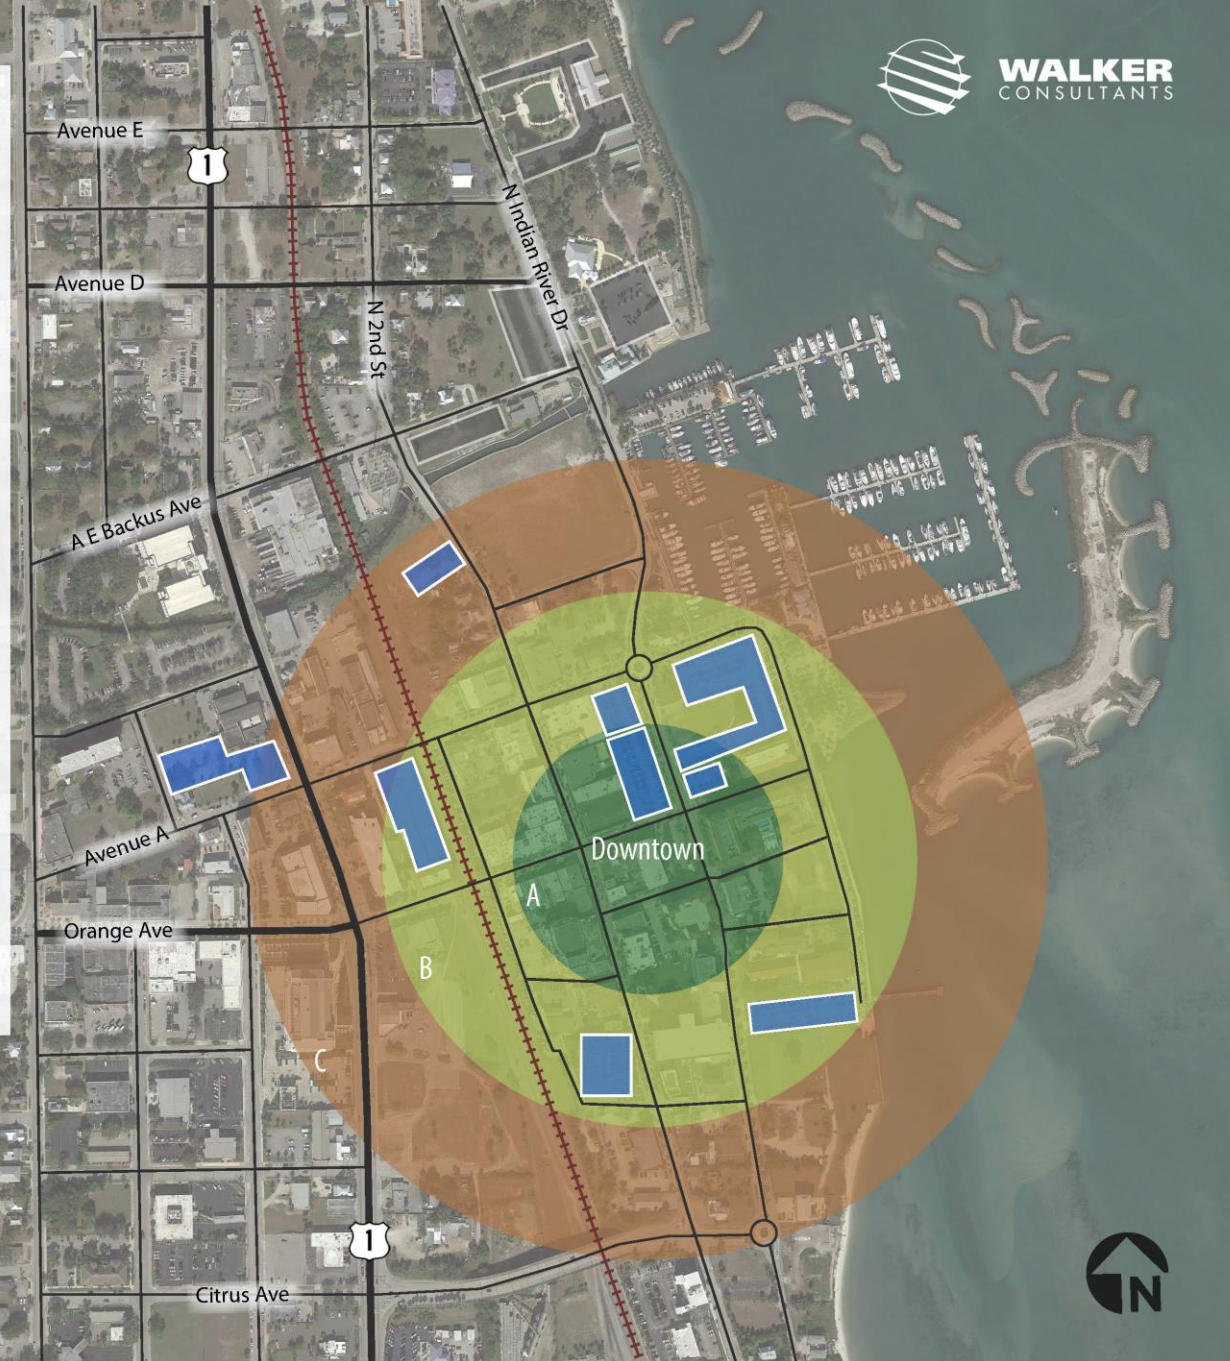 WALKER
CONSULTANTS
Avenue E
1
N Indian River Dr
Avenue D
N 2nd St
A E Backus Ave
Avenue A
Downtown
A
Orange Ave
B
C
1
Citrus Ave
N